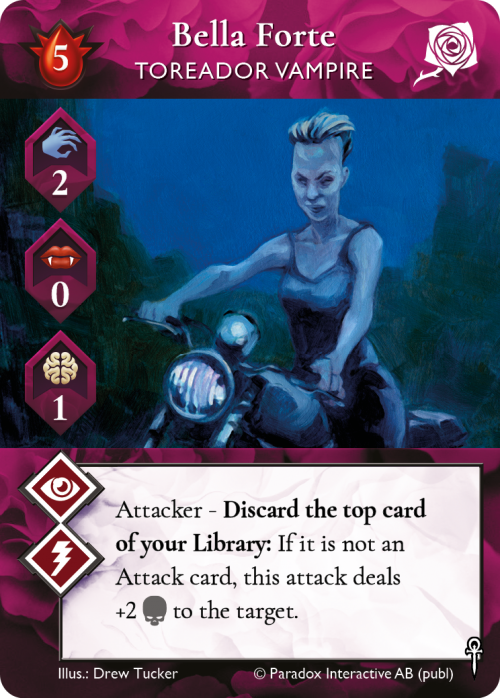 5
Bella Forte
TOREADOR VAMPIRE
2
0
1
Attacker - Discard the top card
of your Library: If it is not an
Attack card, this attack deals
+2 to the target.
Illus.: Drew Tucker © Paradox Interactive AB (publ)